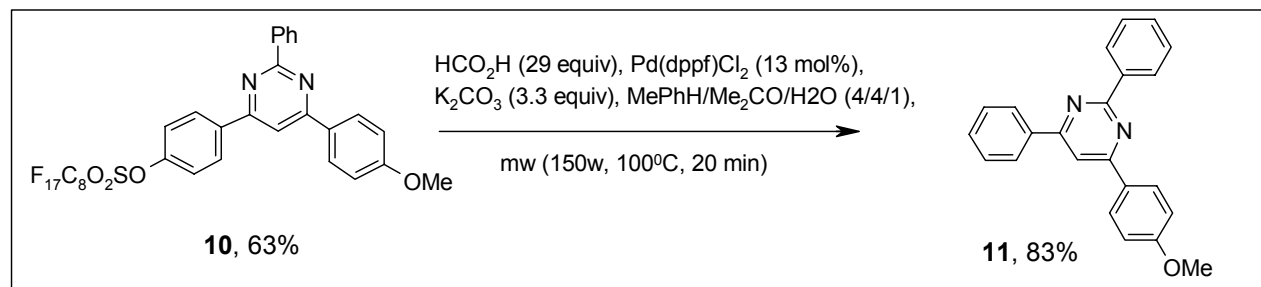 Ph
N N
F₁₇C₈O₂SO
OMe
10, 63%
HCO₂H (29 equiv), Pd(dppf)Cl₂ (13 mol%),
K₂CO₃ (3.3 equiv), MePhH/Me₂CO/H2O (4/4/1),
mw (150w, 100⁰C, 20 min)
N
N
OMe
11, 83%